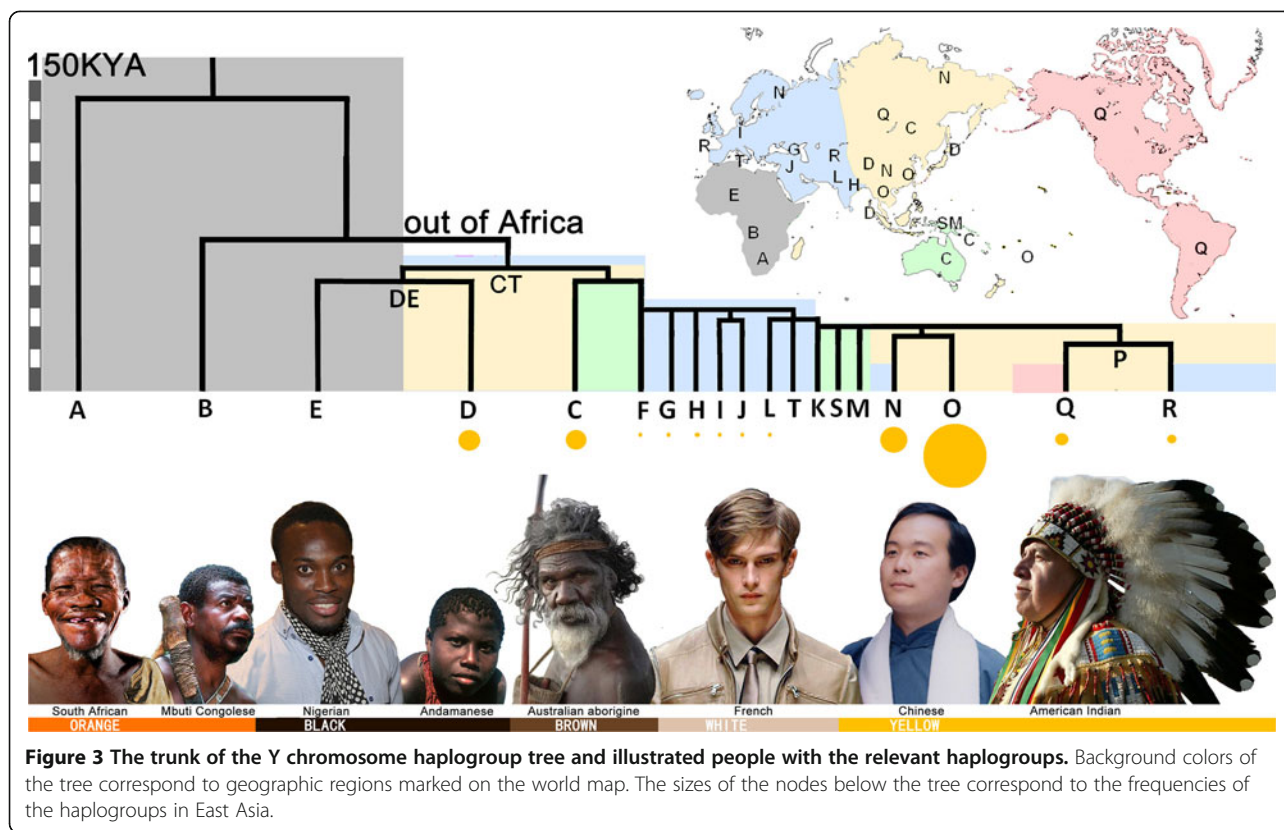 150KYA
out of Africa
CT
DE
P
A B E D C F G H I J L T K S M N O Q R
N
N
Q
Q
C
I
R
G
R
D
D
T
J
N
O
L
H
O
E
D
SM
B
C
C
O
Q
A
South African Mbuti Congolese Nigerian Andamanese Australian aborigine French Chinese American Indian
ORANGE BLACK BROWN WHITE YELLOW
Figure 3 The trunk of the Y chromosome haplogroup tree and illustrated people with the relevant haplogroups. Background colors of
the tree correspond to geographic regions marked on the world map. The sizes of the nodes below the tree correspond to the frequencies of
the haplogroups in East Asia.